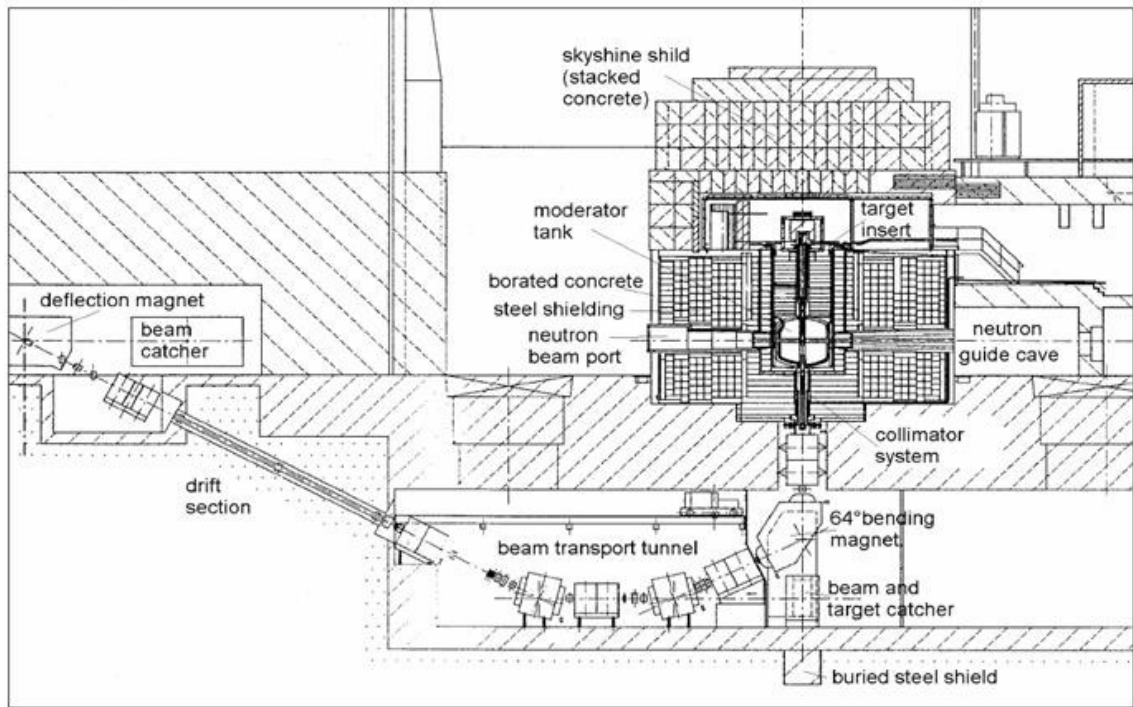 skyshine shild
(stacked
concrete)
moderator
tank
target
insert
borated concrete
steel shielding
neutron
beam port
deflection magnet
beam
catcher
neutron
guide cave
collimator
system
drift
section
64°bending
magnet
beam transport tunnel
beam and
target catcher
buried steel shield